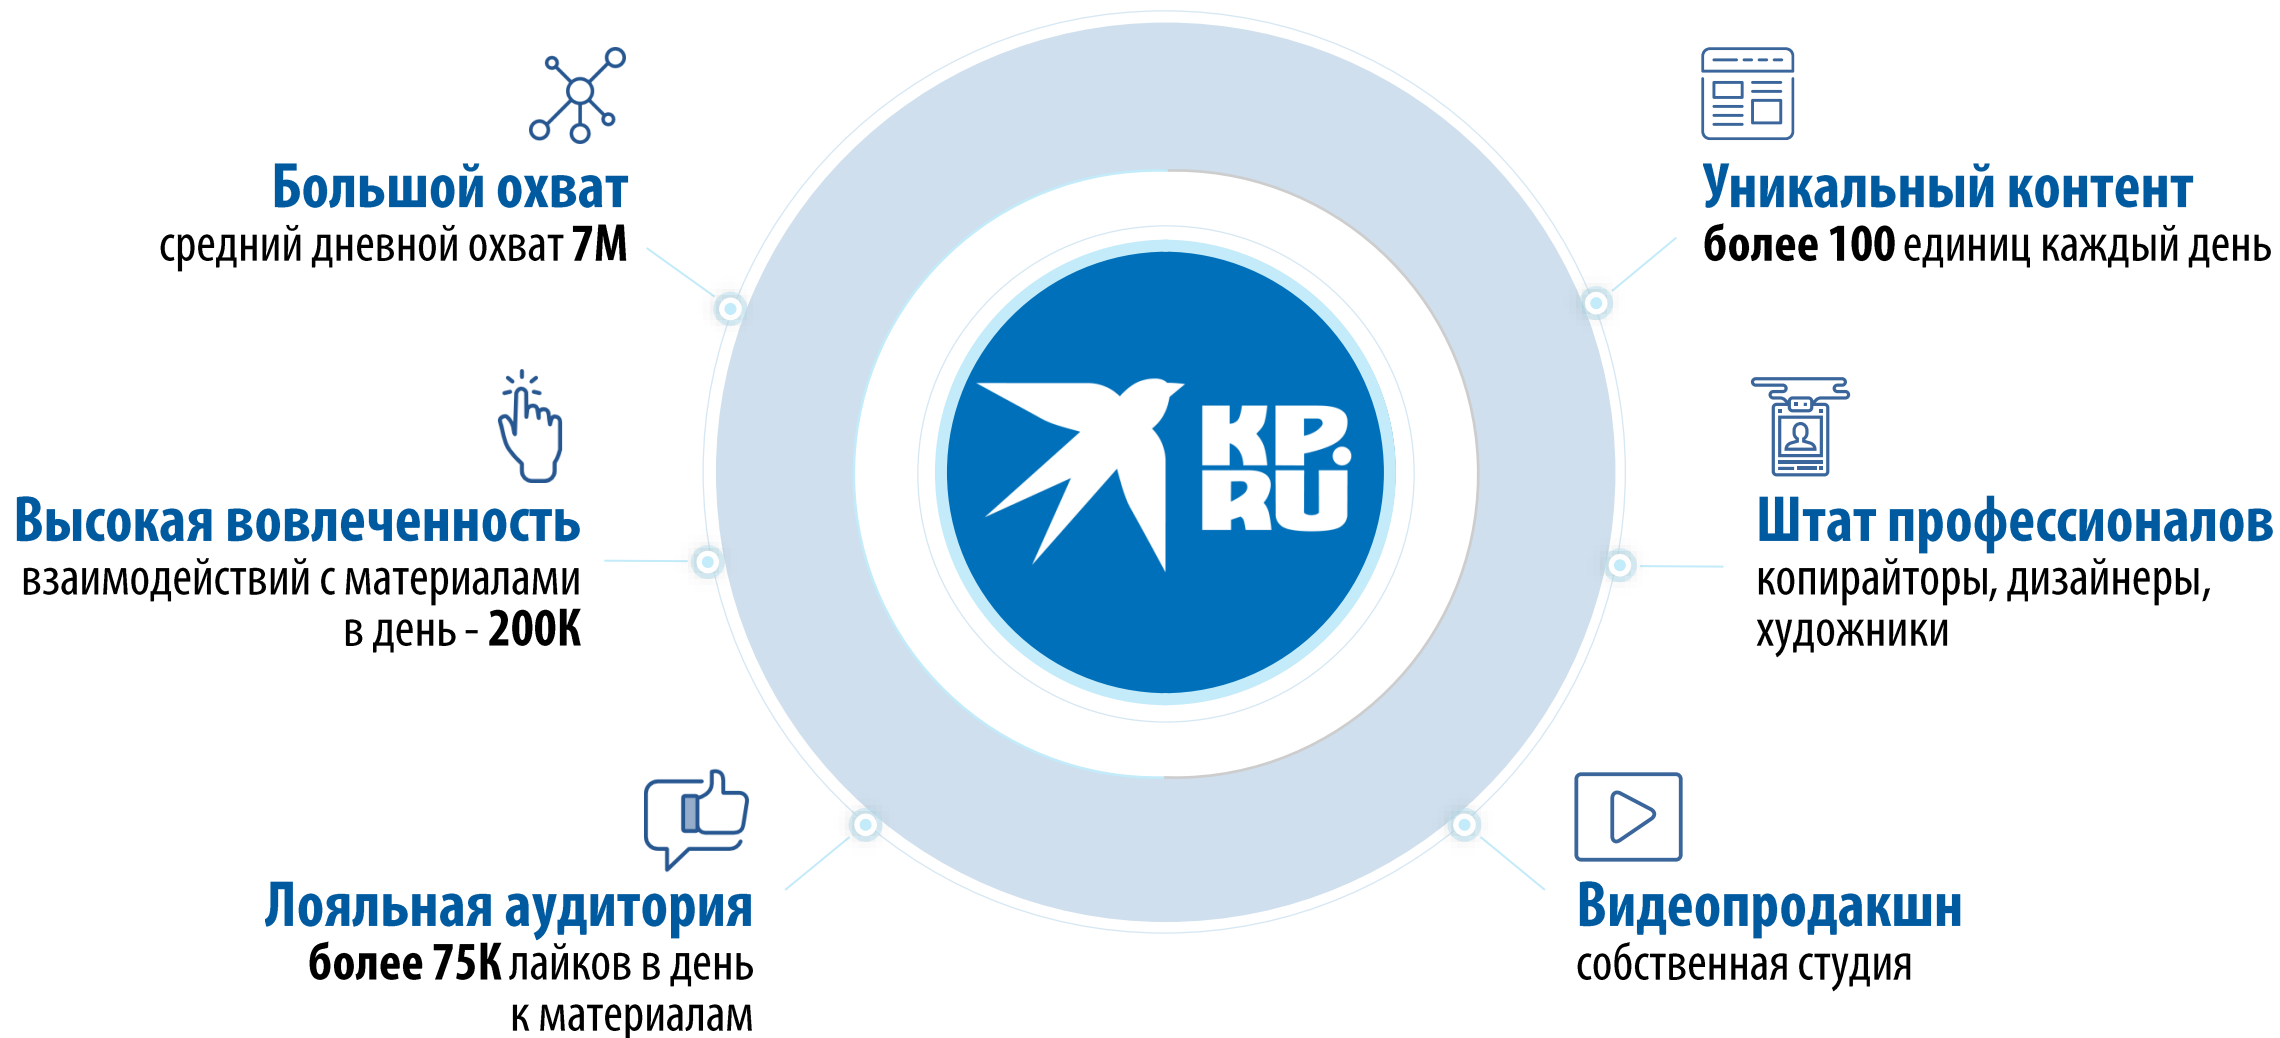 Большой охват
средний дневной охват 7М
Высокая вовлеченность
взаимодействий с материалами
в день - 200К
Лояльная аудитория
более 75К лайков в день
к материалам
KP.
RU
Уникальный контент
более 100 единиц каждый день
Штат профессионалов
копирайторы, дизайнеры,
художники
Видеопродакшн
собственная студия